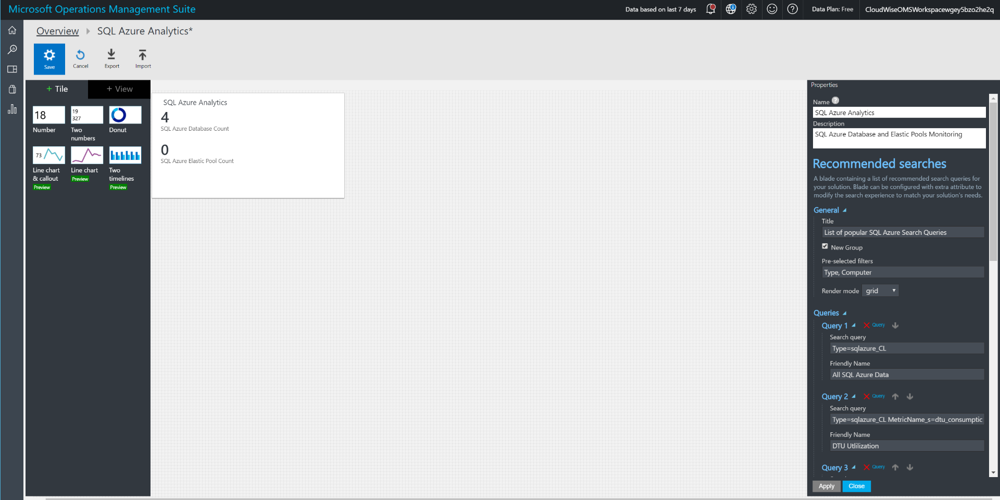 Microsoft Operations Management Suite
Data based on last 7 days
Data Plan: Free
CloudWiseOMSWorkspacewgey5bzo2he2q
Overview
SQL Azure Analytics*
Save
Cancel
Export
Import
+ Tile
+ View
18
Number
19
327
Two
numbers
Donut
73
Line chart
& callout
Preview
Line chart
Preview
Two
timelines
Preview
SQL Azure Analytics
4
SQL Azure Database Count
0
SQL Azure Elastic Pool Count
Properties
Name
SQL Azure Analytics
Description
SQL Azure Database and Elastic Pools Monitoring
Recommended searches
A blade containing a list of recommended search queries for
your solution. Blade can be configured with extra attribute to
modify the search experience to match your solution's needs.
General
Title
List of popular SQL Azure Search Queries
New Group
Pre-selected filters
Type, Computer
Render mode grid
Queries
Query 1 Query
Search query
Type=sqlazure_CL
Friendly Name
All SQL Azure Data
Query 2 Query
Search query
Type=sqlazure_CL MetricName_s=dtu_consumptic
Friendly Name
DTU Utlilization
Query 3 Query
Apply
Close